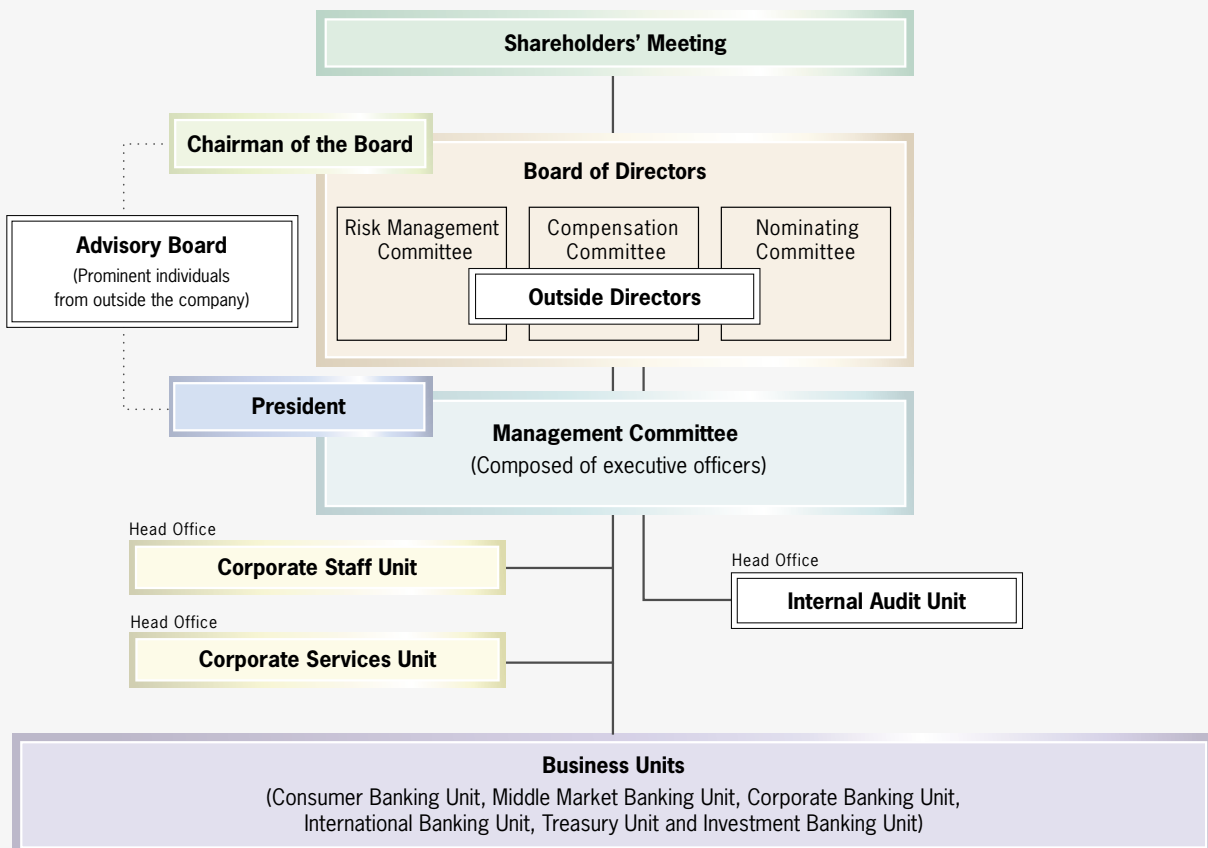 Shareholders’ Meeting
Chairman of the Board
Board of Directors
Risk Management
Committee
Compensation
Committee
Nominating
Committee
Outside Directors
Advisory Board
(Prominent individuals
from outside the company)
President
Management Committee
(Composed of executive officers)
Head Office
Corporate Staff Unit
Head Office
Internal Audit Unit
Head Office
Corporate Services Unit
Business Units
(Consumer Banking Unit, Middle Market Banking Unit, Corporate Banking Unit,
International Banking Unit, Treasury Unit and Investment Banking Unit)